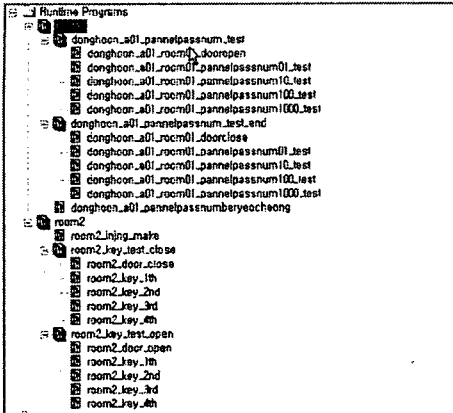 Runtime Programs
donghoon_a01_pannelpassnum_test
donghoon_a01_room01_dooropen
donghoon_a01_room01_pannelpassnum01_test
donghoon_a01_room01_pannelpassnum10_test
donghoon_a01_room01_pannelpassnum100_test
donghoon_a01_room01_pannelpassnum1000_test
donghoon_a01_pannelpassnum_test_end
donghoon_a01_room01_doorclose
donghoon_a01_room01_pannelpassnum01_test
donghoon_a01_room01_pannelpassnum10_test
donghoon_a01_room01_pannelpassnum100_test
donghoon_a01_room01_pannelpassnum1000_test
donghoon_a01_pannelpassnumberyeocheong
room2
room2_injng_make
room2_key_test_close
room2_door_close
room2_key_1th
room2_key_2nd
room2_key_3rd
room2_key_4th
room2_key_test_open
room2_door_open
room2_key_1th
room2_key_2nd
room2_key_3rd
room2_key_4th